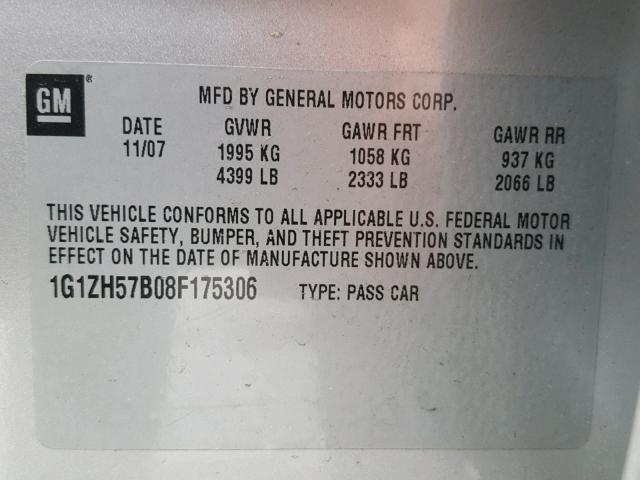 GM®
MFD BY GENERAL MOTORS CORP.
DATE GVWR GAWR FRT GAWR RR
11/07 1995 KG 1058 KG 937 KG
4399 LB 2333 LB 2066 LB
THIS VEHICLE CONFORMS TO ALL APPLICABLE U.S. FEDERAL MOTOR
VEHICLE SAFETY, BUMPER, AND THEFT PREVENTION STANDARDS IN
EFFECT ON THE DATE OF MANUFACTURE SHOWN ABOVE.
1G1ZH57B08F175306 TYPE: PASS CAR